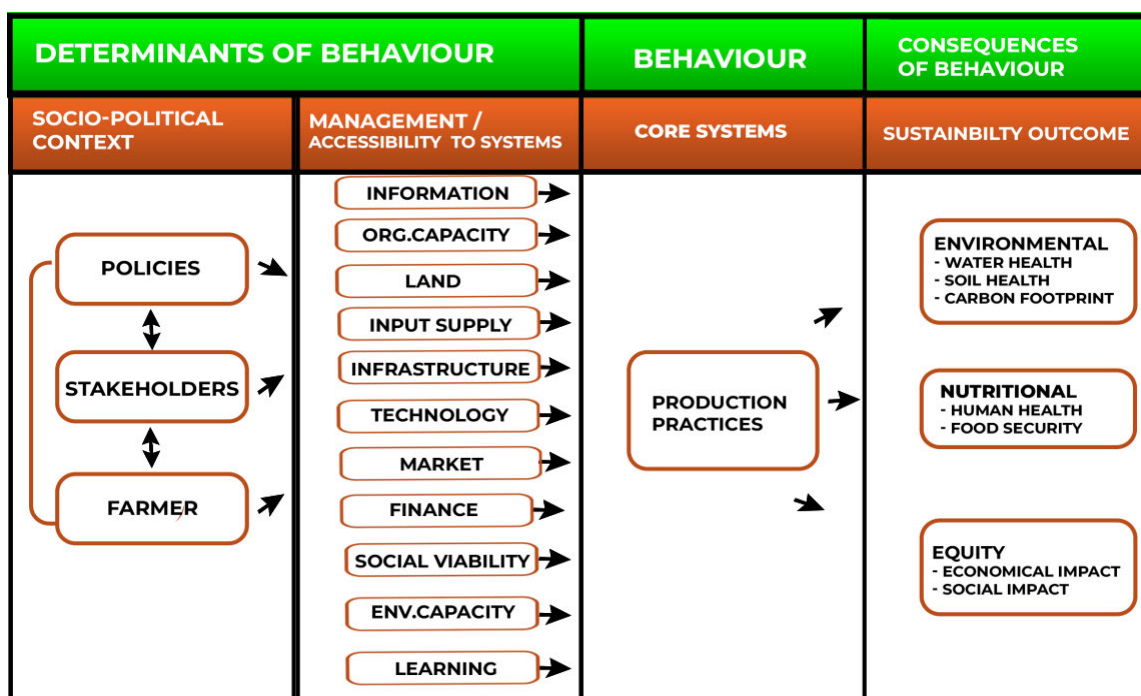 DETERMINANTS OF BEHAVIOUR
BEHAVIOUR
CONSEQUENCES
OF BEHAVIOUR
SOCIO-POLITICAL
CONTEXT
MANAGEMENT /
ACCESSIBILITY TO SYSTEMS
CORE SYSTEMS
SUSTAINBILTY OUTCOME
POLICIES
STAKEHOLDERS
FARMER
INFORMATION
ORG.CAPACITY
LAND
INPUT SUPPLY
INFRASTRUCTURE
TECHNOLOGY
MARKET
FINANCE
SOCIAL VIABILITY
ENV.CAPACITY
LEARNING
PRODUCTION
PRACTICES
ENVIRONMENTAL
- WATER HEALTH
- SOIL HEALTH
- CARBON FOOTPRINT
NUTRITIONAL
- HUMAN HEALTH
- FOOD SECURITY
EQUITY
- ECONOMICAL IMPACT
- SOCIAL IMPACT